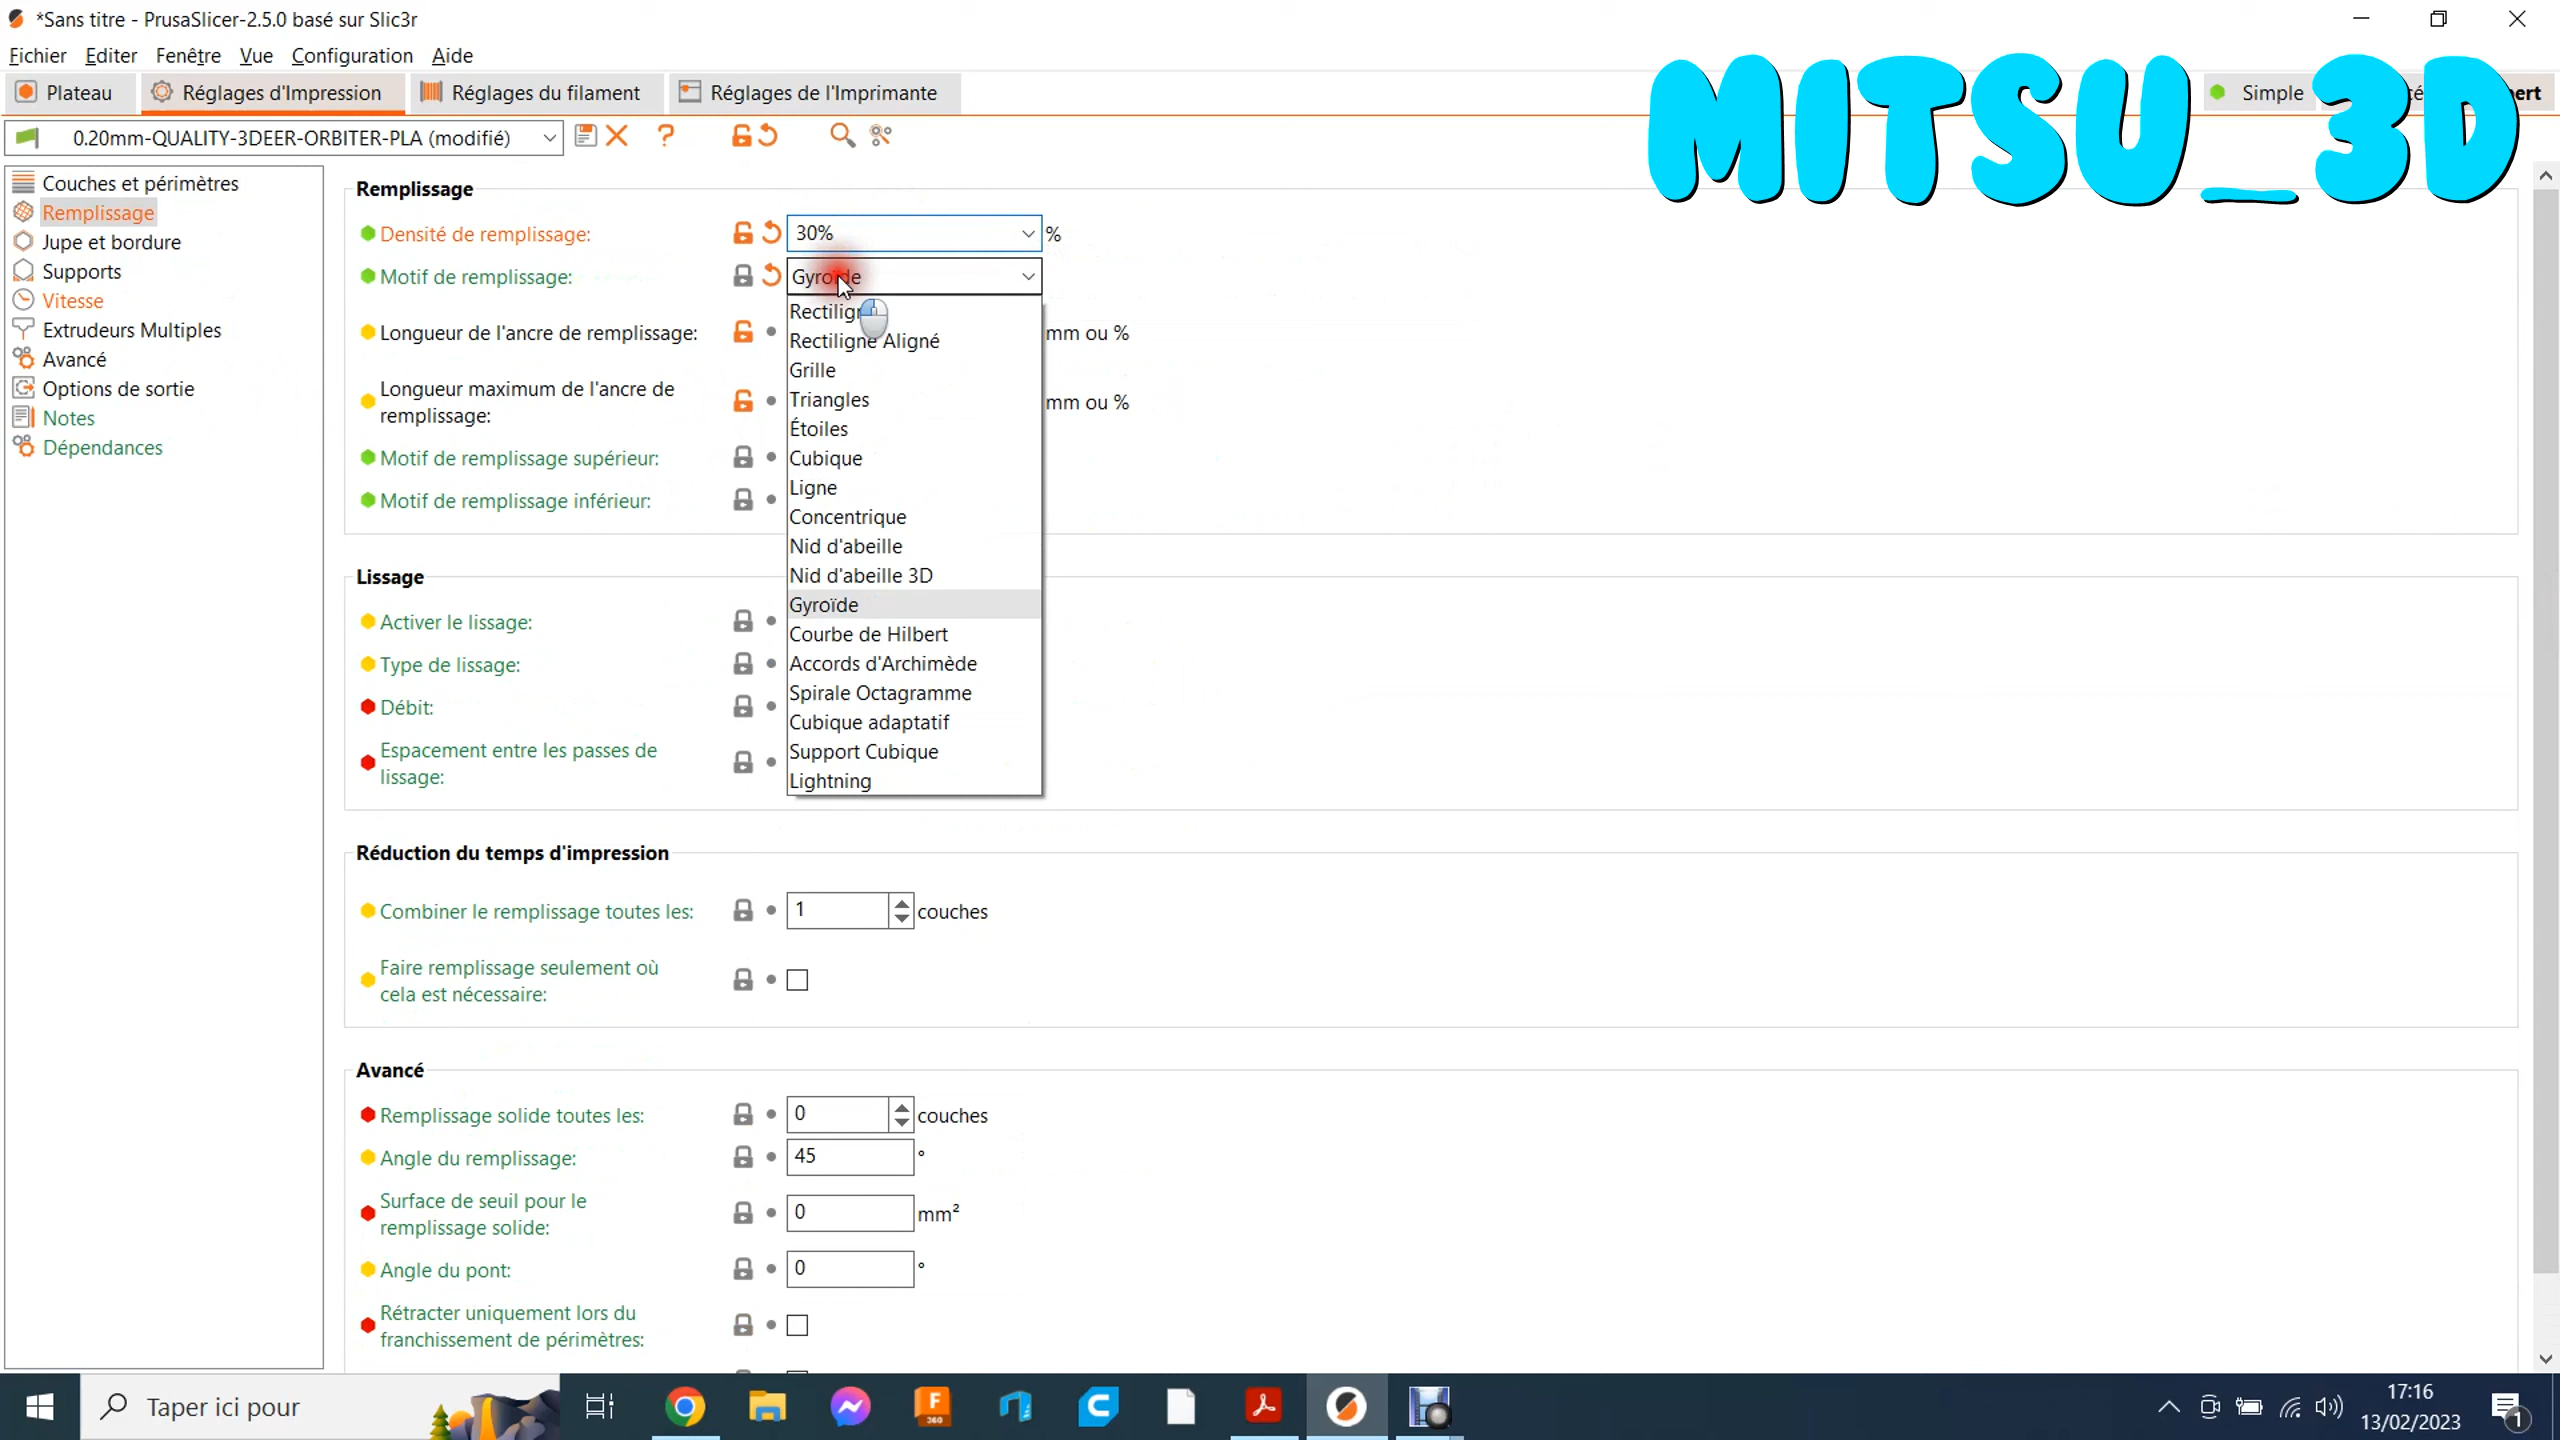 *Sans titre - PrusaSlicer-2.5.0 basé sur Slic3r
Fichier Editer Fenêtre Vue Configuration Aide
Plateau Réglages d'Impression Réglages du filament Réglages de l'Imprimante Simple
MITSU_3D
0.20mm-QUALITY-3DEER-ORBITER-PLA (modifié)
Couches et périmètres
Remplissage
Jupe et bordure
Supports
Vitesse
Extrudeurs Multiples
Avancé
Options de sortie
Notes
Dépendances
Remplissage
Densité de remplissage: 30% %
Motif de remplissage: Gyroïde
Longueur de l'ancre de remplissage: mm ou %
Longueur maximum de l'ancre de
remplissage: mm ou %
Motif de remplissage supérieur:
Motif de remplissage inférieur:
Rectiligne
Rectiligne Aligné
Grille
Triangles
Étoiles
Cubique
Ligne
Concentrique
Nid d'abeille
Nid d'abeille 3D
Gyroïde
Courbe de Hilbert
Accords d'Archimède
Spirale Octagramme
Cubique adaptatif
Support Cubique
Lightning
Lissage
Activer le lissage:
Type de lissage:
Débit:
Espacement entre les passes de
lissage:
Réduction du temps d'impression
Combiner le remplissage toutes les: 1 couches
Faire remplissage seulement où
cela est nécessaire:
Avancé
Remplissage solide toutes les: 0 couches
Angle du remplissage: 45 °
Surface de seuil pour le
remplissage solide: 0 mm²
Angle du pont: 0 °
Rétracter uniquement lors du
franchissement de périmètres:
Taper ici pour
F
360
17:16
13/02/2023
1